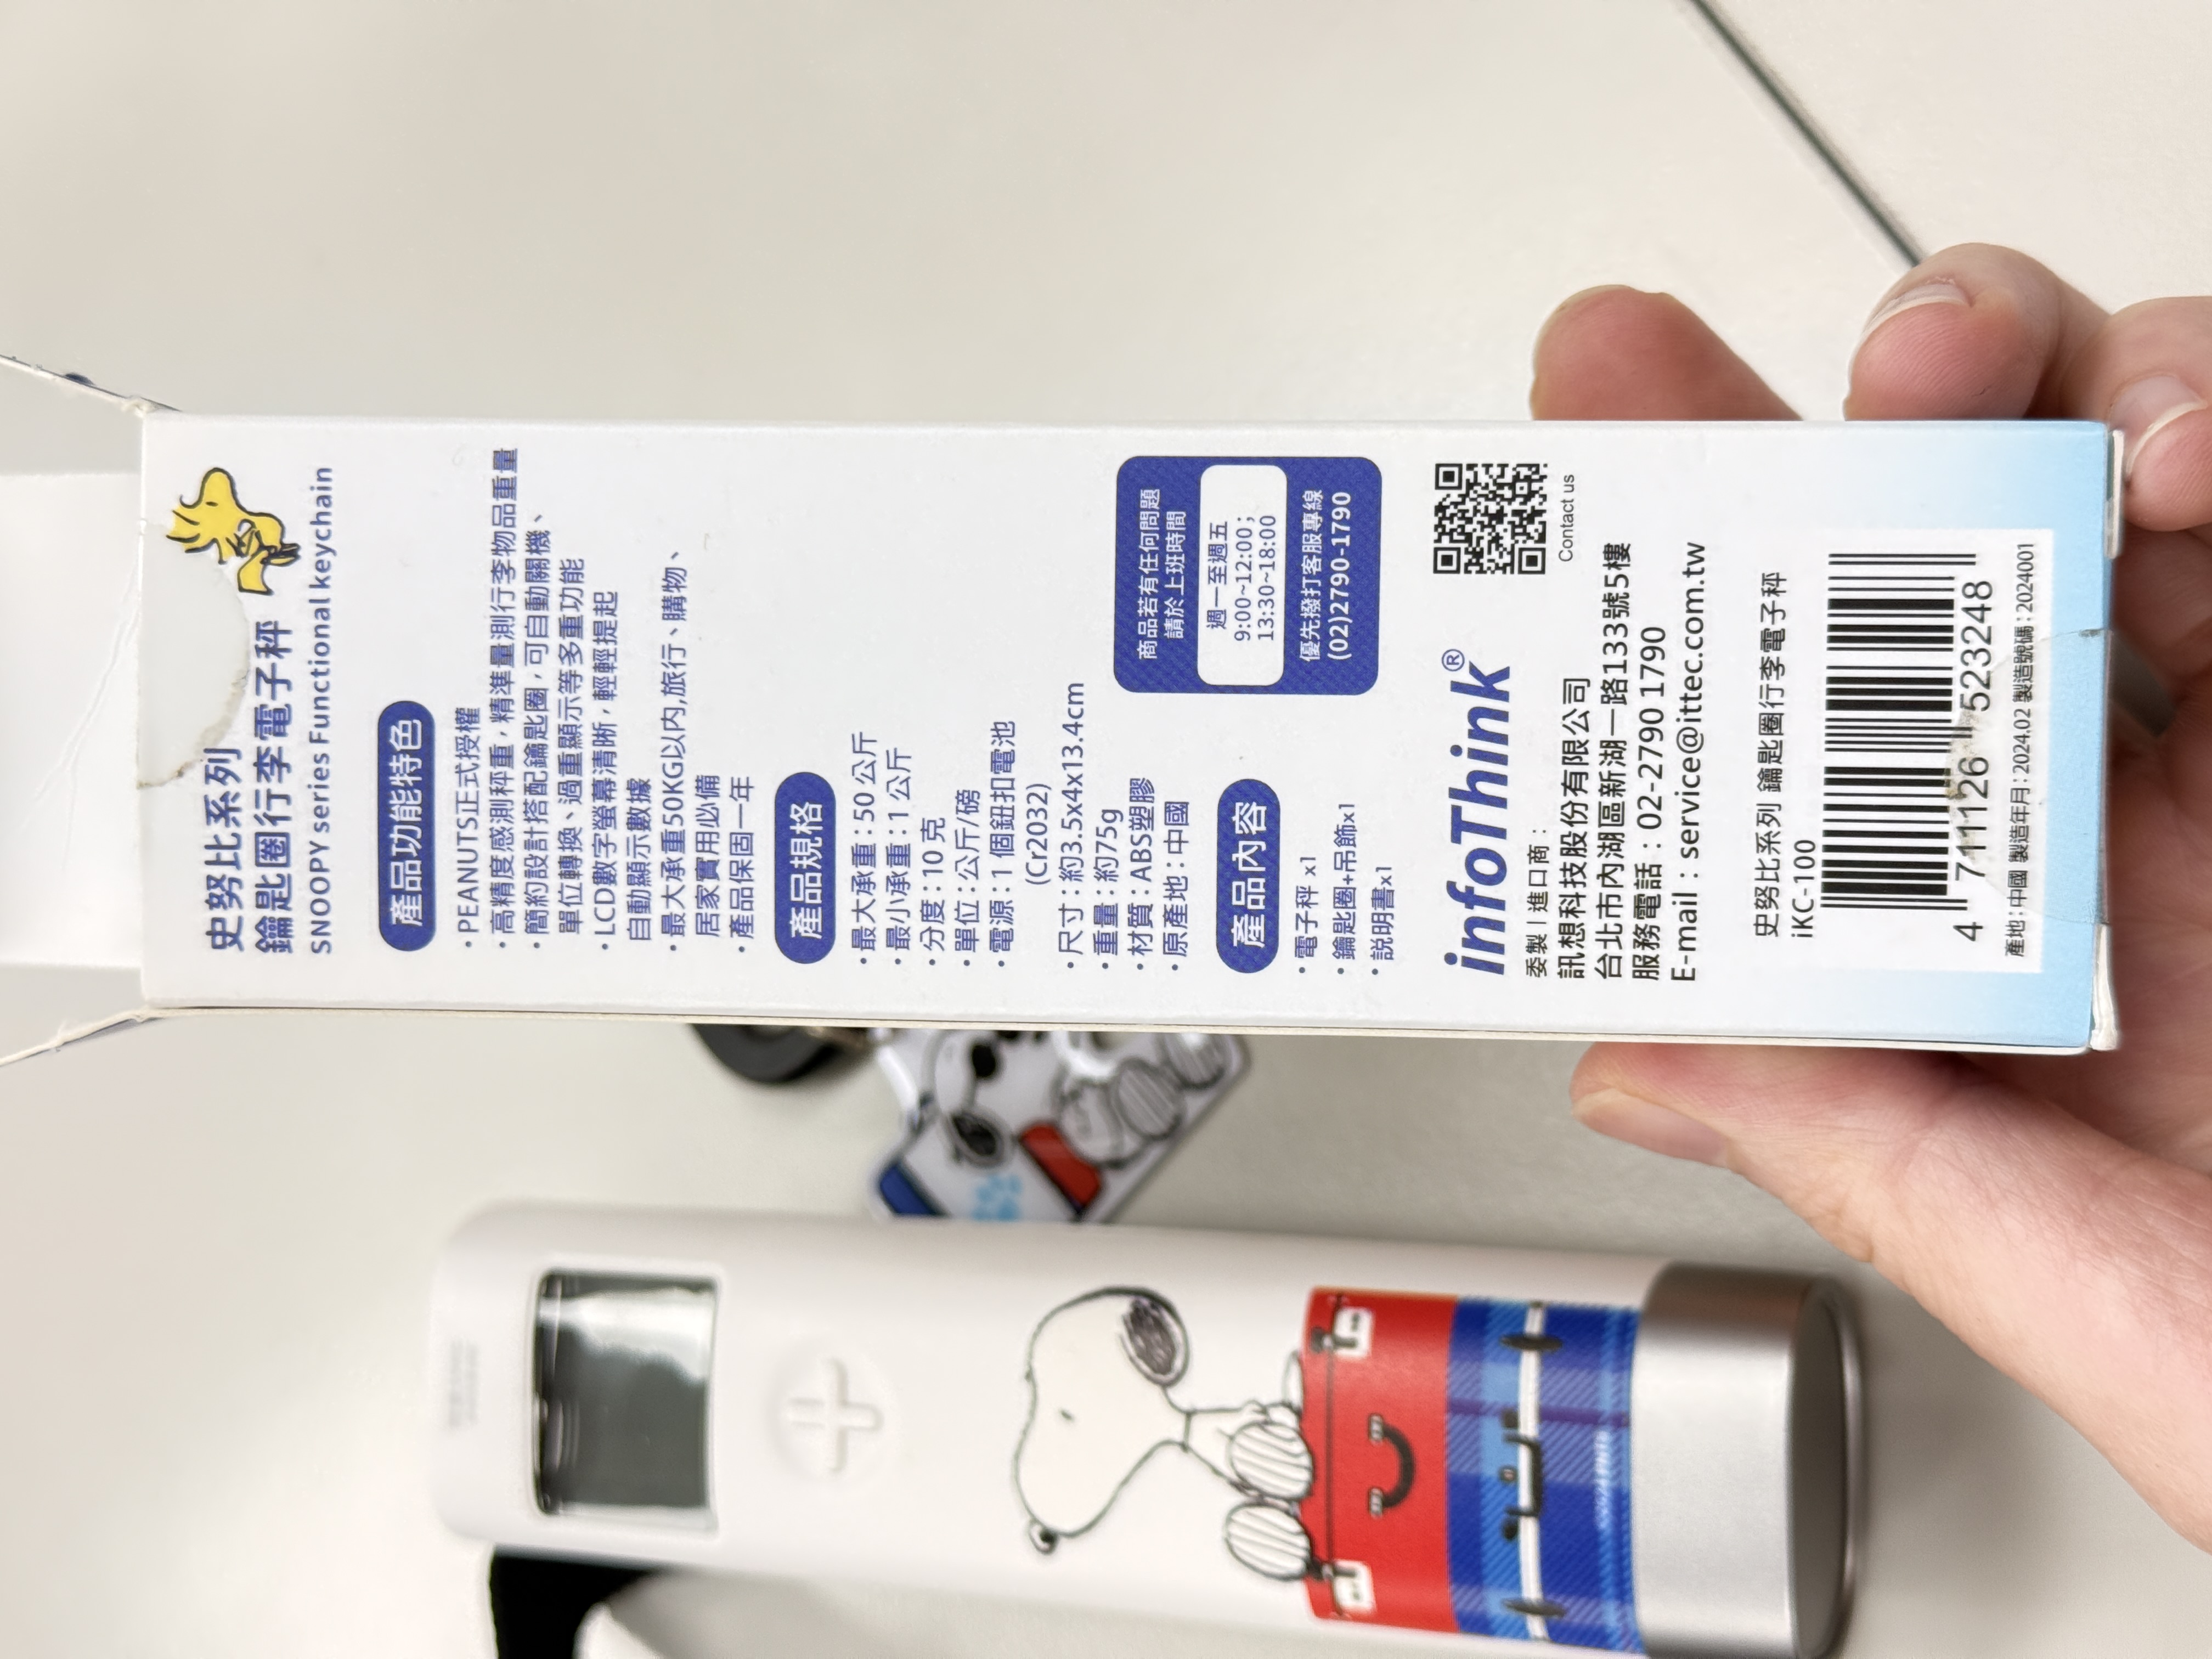 史努比系列
鑰匙圈行李電子秤
SNOOPY series Functional keychain
產品功能特色
・PEANUTS正式授權
・高精度感測秤重，精準量測行李物品重量
・簡約設計搭配鑰匙圈，可自動關機、
單位轉換、過重顯示等多重功能
・LCD數字螢幕清晰，輕輕提起
自動顯示數據
・最大承重50KG以內,旅行、購物、
居家實用必備
・產品保固一年
產品規格
・最大承重：50 公斤
・最小承重：1 公斤
・分度：10 克
・單位：公斤/磅
・電源：1 個鈕扣電池
(Cr2032)
・尺寸：約3.5x4x13.4cm
・重量：約75g
・材質：ABS塑膠
・原產地：中國
商品若有任何問題
請於上班時間
週一至週五
9:00~12:00；
13:30~18:00
優先撥打客服專線
(02)2790-1790
產品內容
・電子秤 x1
・鑰匙圈+吊飾x1
・説明書x1
infoThink®
Contact us
委製 | 進口商：
訊想科技股份有限公司
台北市內湖區新湖一路133號5樓
服務電話：02-2790 1790
E-mail：service@ittec.com.tw
史努比系列 鑰匙圈行李電子秤
iKC-100
4 711126 523248
產地：中國 製造年月：2024.02 製造號碼：2024001